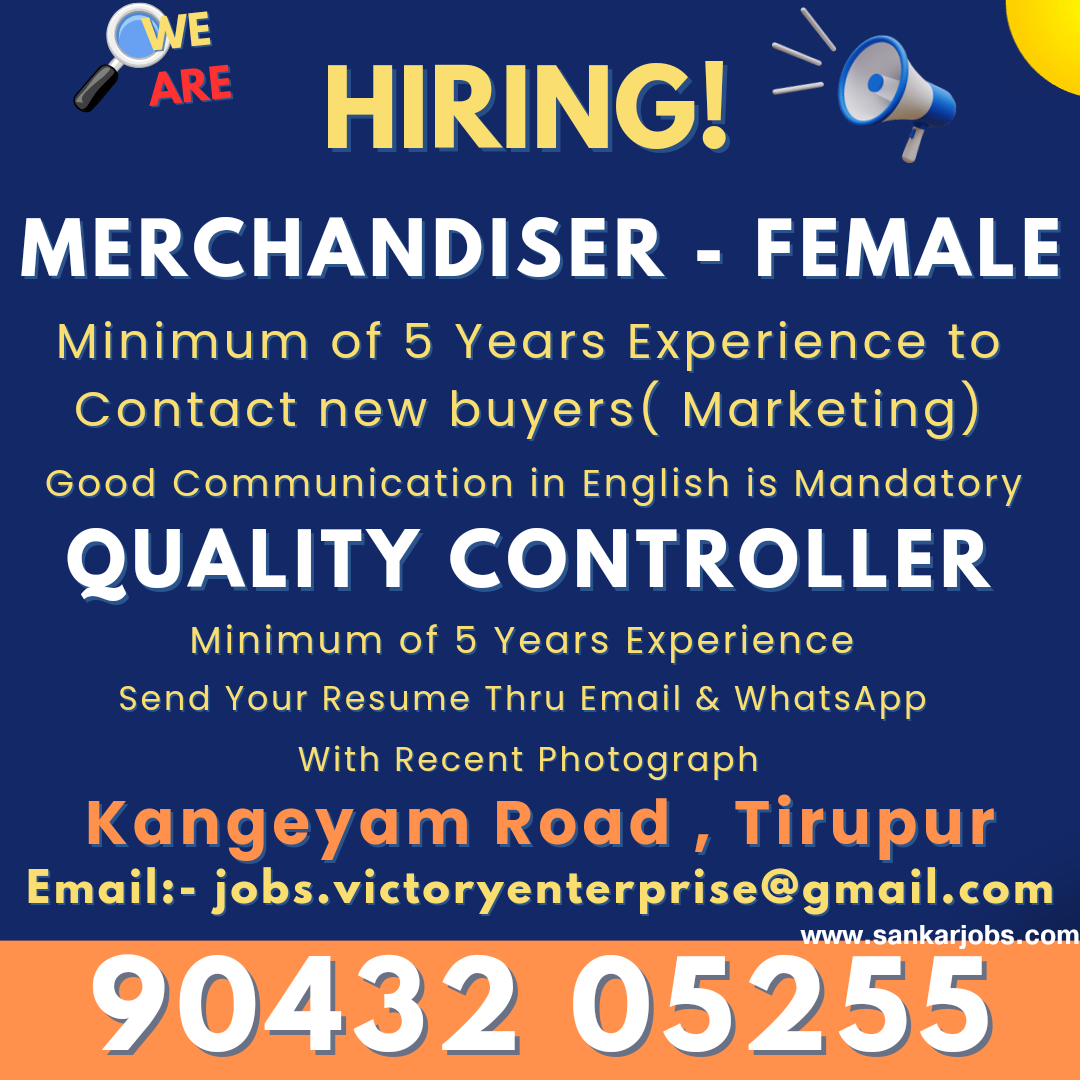 WE
ARE
HIRING!
MERCHANDISER - FEMALE
Minimum of 5 Years Experience to
Contact new buyers( Marketing)
Good Communication in English is Mandatory
QUALITY CONTROLLER
Minimum of 5 Years Experience
Send Your Resume Thru Email & WhatsApp
With Recent Photograph
Kangeyam Road , Tirupur
Email:- jobs.victoryenterprise@gmail.com
www.sankarjobs.com
90432 05255